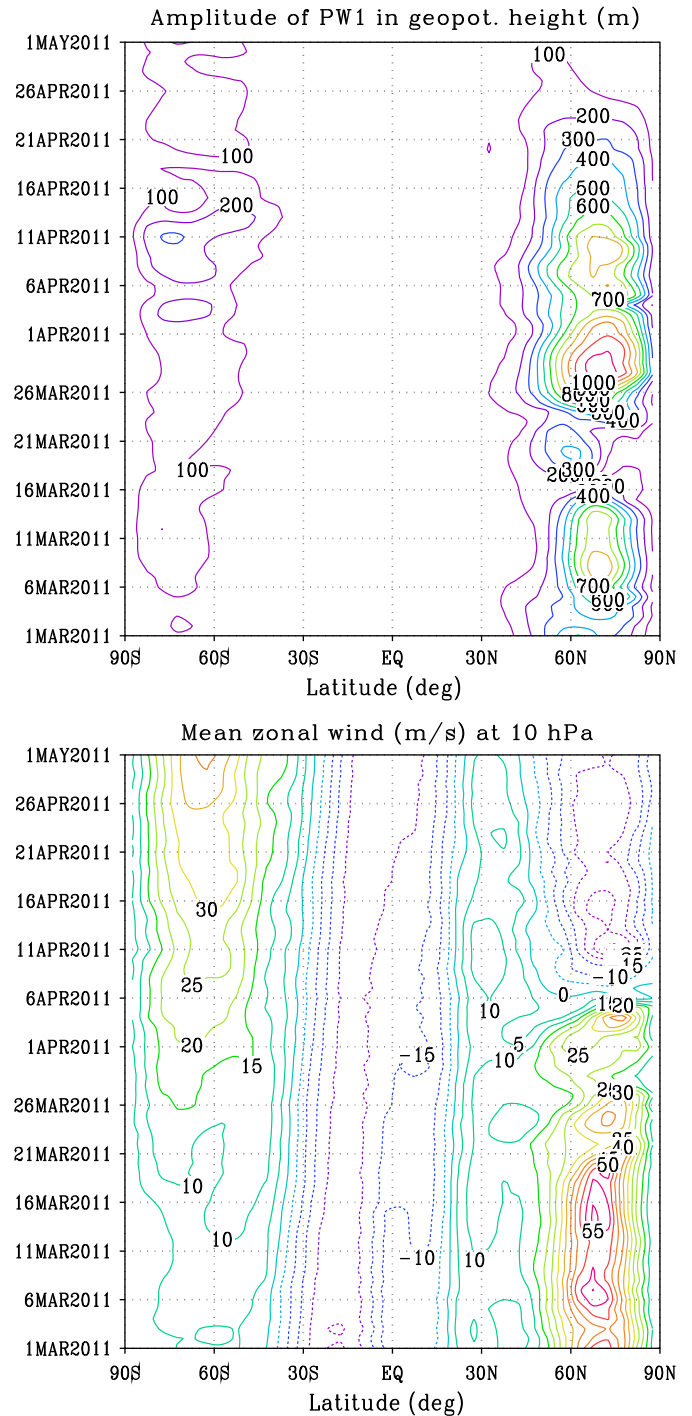 Amplitude of PW1 in geopot. height (m)
1MAY2011
100
26APR2011
200
21APR2011
300
100
400
16APR2011
100
200
500
600
11APR2011
6APR2011
700
1APR2011
26MAR2011
1000
400
21MAR2011
100
300
16MAR2011
400
11MAR2011
6MAR2011
700
600
1MAR2011
90S 60S 30S EQ 30N 60N 90N
Latitude (deg)
Mean zonal wind (m/s) at 10 hPa
1MAY2011
26APR2011
21APR2011
16APR2011
30
11APR2011
15
25
-10
6APR2011
0
10
20
1APR2011
20
15
-15
10
5
25
30
26MAR2011
40
21MAR2011
50
10
16MAR2011
10
55
11MAR2011
-10
10
6MAR2011
1MAR2011
90S 60S 30S EQ 30N 60N 90N
Latitude (deg)